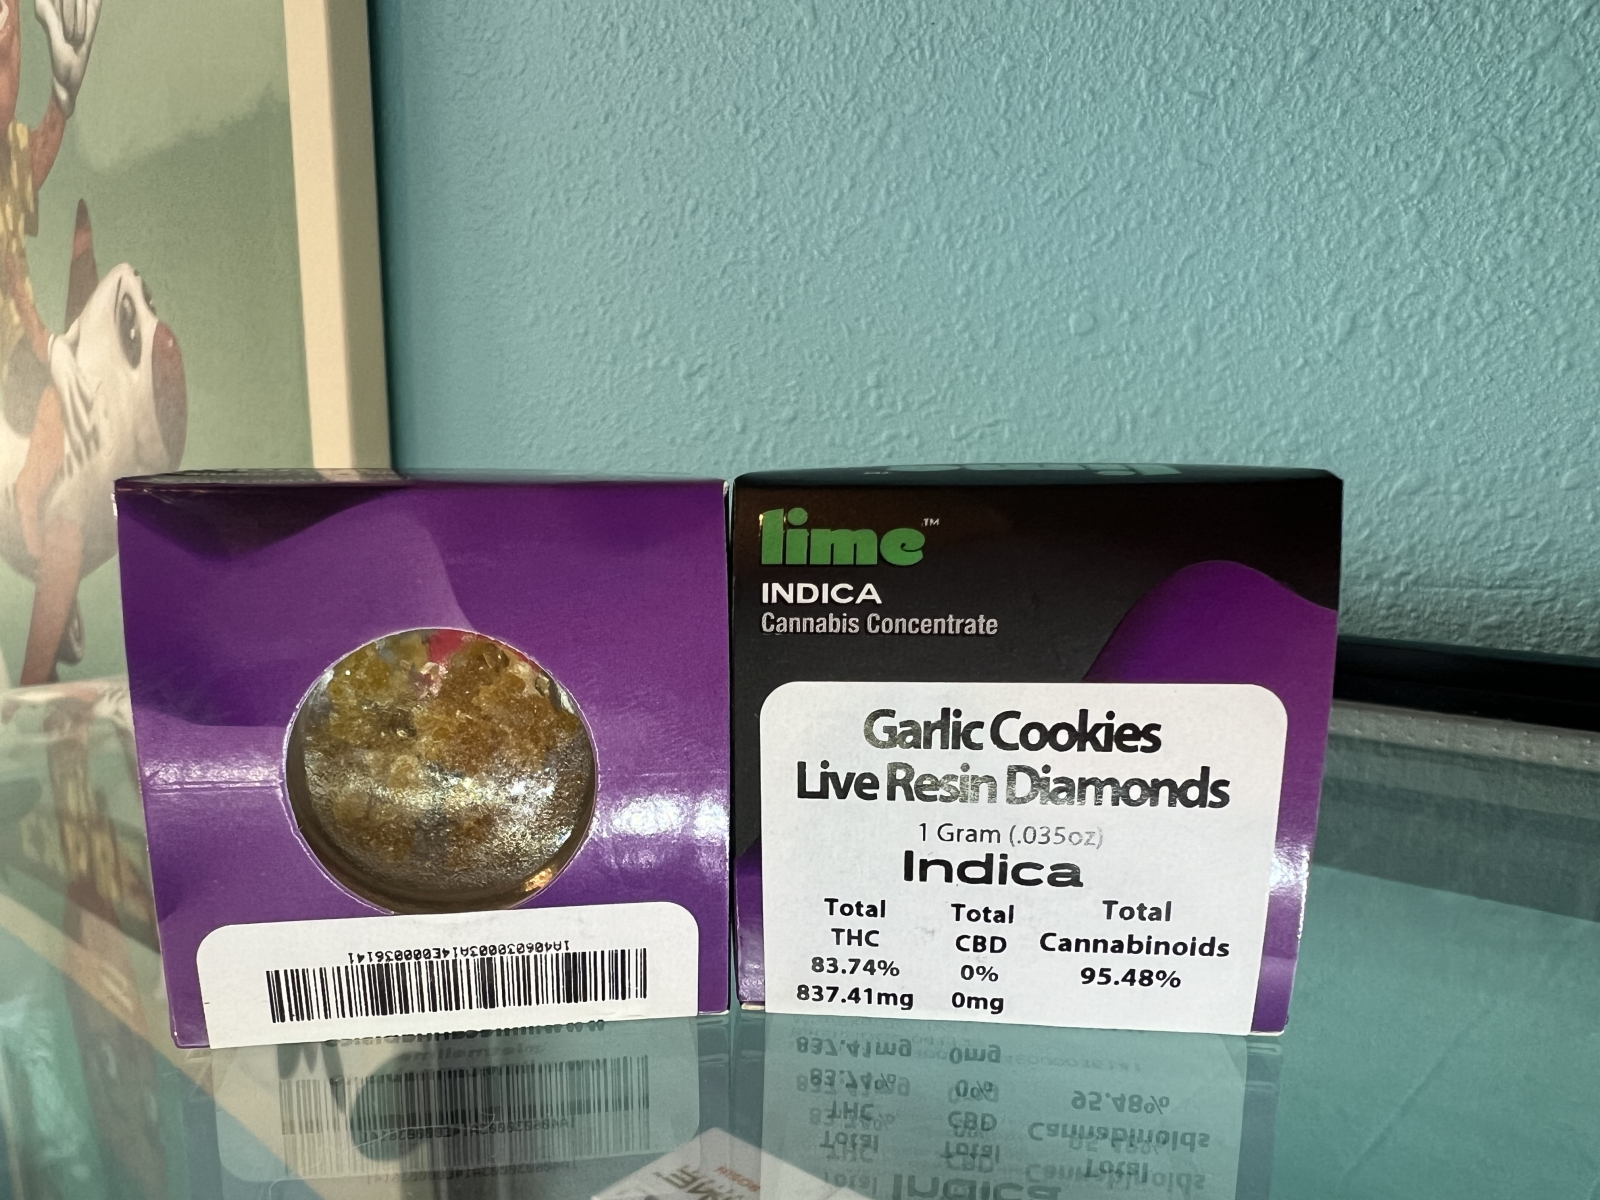 1A4060300003A14E000036141
lime™
INDICA
Cannabis Concentrate
Garlic Cookies
Live Resin Diamonds
1 Gram (.035oz)
Indica
Total THC 83.74% 837.41mg
Total CBD 0% 0mg
Total Cannabinoids 95.48%